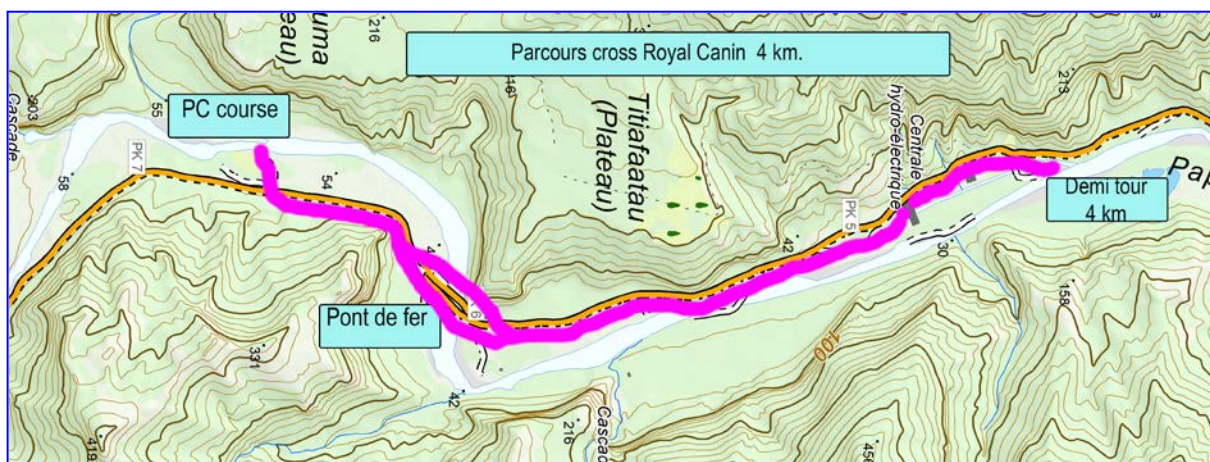 Parcours cross Royal Canin 4 km.
PC course
Pont de fer
Demi tour
4 km
Titiafaatau
(Plateau)
Centrale
hydro-électrique
Cascade
203
55
58
54
PK 7
216
213
PK 5
42
30
158
100
331
42
216
419
456